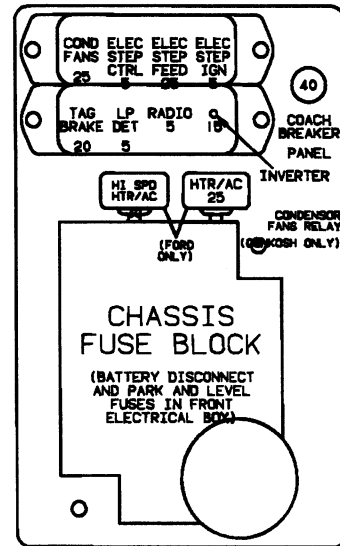 COND ELEC ELEC ELEC
FANS STEP STEP STEP
25 CTRL FEED IGN
5 5
40
TAG LP RADIO
BRAKE DET 5 15
20 5
COACH
BREAKER
PANEL
INVERTER
HI SPD
HTR/AC
HTR/AC
25
CONDENSOR
FANS RELAY
(FORD
ONLY)
KOSH ONLY)
CHASSIS
FUSE BLOCK
(BATTERY DISCONNECT
AND PARK AND LEVEL
FUSES IN FRONT
ELECTRICAL BOX)